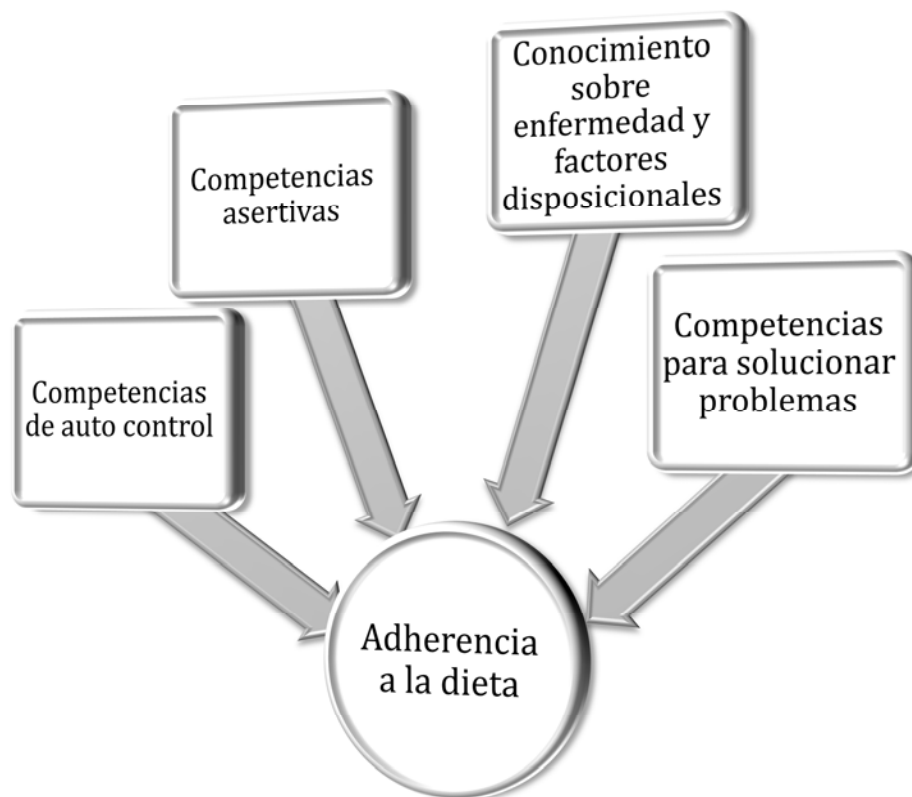 Competencias
de auto control
Competencias
asertivas
Conocimiento
sobre
enfermedad y
factores
disposicionales
Competencias
para solucionar
problemas
Adherencia
a la dieta